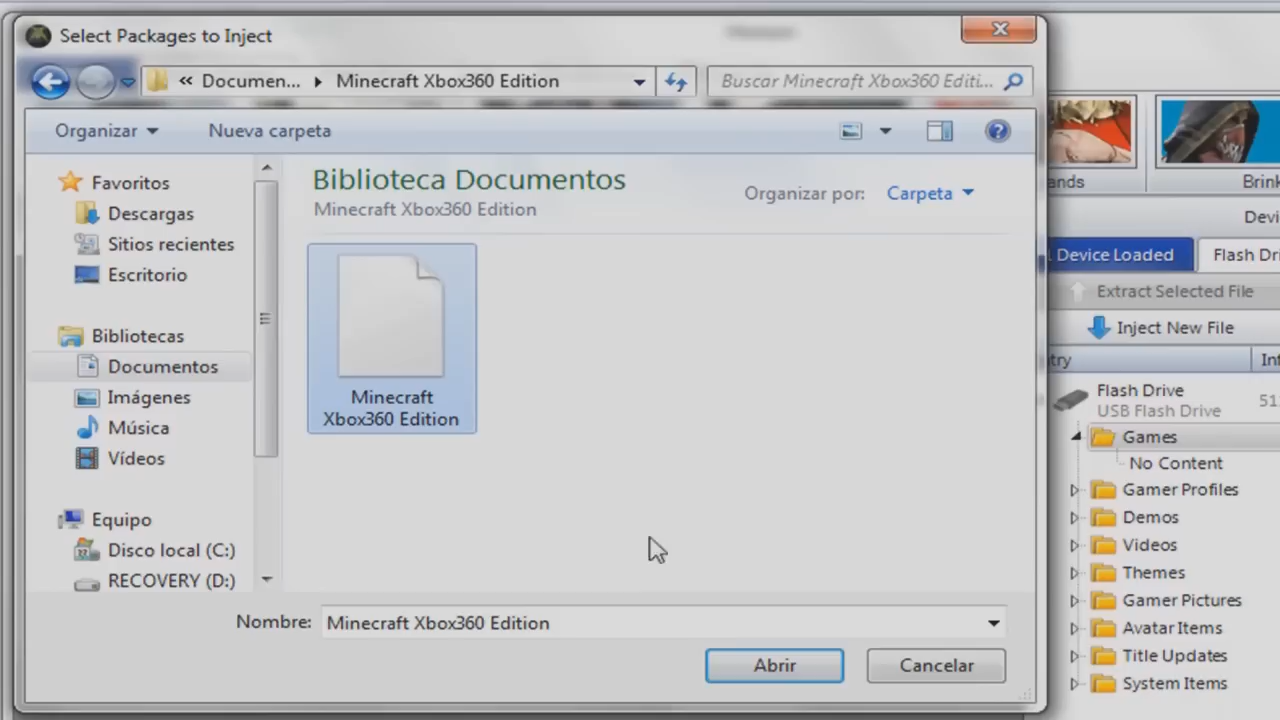 Select Packages to Inject
« Documen... Minecraft Xbox360 Edition
Buscar Minecraft Xbox360 Editi...
Organizar
Nueva carpeta
Favoritos
Descargas
Sitios recientes
Escritorio
Bibliotecas
Documentos
Imágenes
Música
Vídeos
Equipo
Disco local (C:)
RECOVERY (D:)
Biblioteca Documentos
Minecraft Xbox360 Edition
Organizar por: Carpeta
Minecraft
Xbox360 Edition
Nombre: Minecraft Xbox360 Edition
Abrir
Cancelar
ands
Brink
Devi
Device Loaded
Flash Dri
Extract Selected File
Inject New File
try
Int
Flash Drive
USB Flash Drive
51
Games
No Content
Gamer Profiles
Demos
Videos
Themes
Gamer Pictures
Avatar Items
Title Updates
System Items